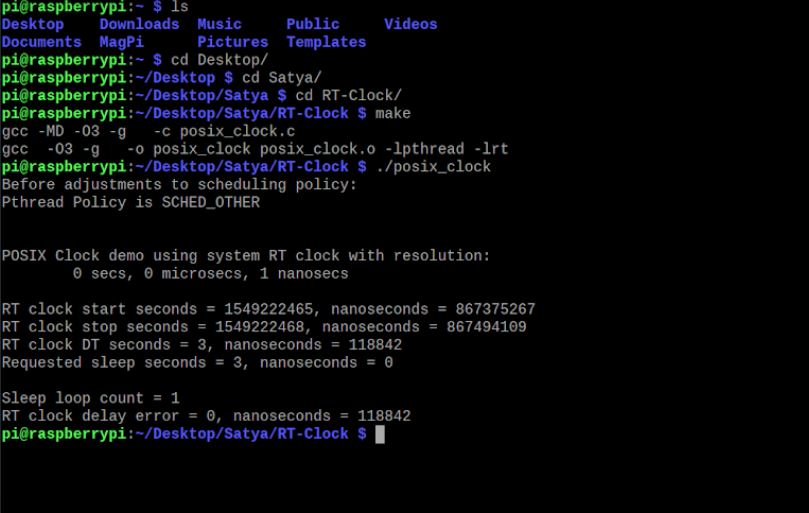 pi@raspberrypi:~ $ ls
Desktop    Downloads  Music      Public     Videos
Documents  MagPi      Pictures   Templates
pi@raspberrypi:~ $ cd Desktop/
pi@raspberrypi:~/Desktop $ cd Satya/
pi@raspberrypi:~/Desktop/Satya $ cd RT-Clock/
pi@raspberrypi:~/Desktop/Satya/RT-Clock $ make
gcc -MD -O3 -g   -c posix_clock.c
gcc  -O3 -g   -o posix_clock posix_clock.o -lpthread -lrt
pi@raspberrypi:~/Desktop/Satya/RT-Clock $ ./posix_clock
Before adjustments to scheduling policy:
Pthread Policy is SCHED_OTHER
POSIX Clock demo using system RT clock with resolution:
        0 secs, 0 microsecs, 1 nanosecs
RT clock start seconds = 1549222465, nanoseconds = 867375267
RT clock stop seconds = 1549222468, nanoseconds = 867494109
RT clock DT seconds = 3, nanoseconds = 118842
Requested sleep seconds = 3, nanoseconds = 0
Sleep loop count = 1
RT clock delay error = 0, nanoseconds = 118842
pi@raspberrypi:~/Desktop/Satya/RT-Clock $